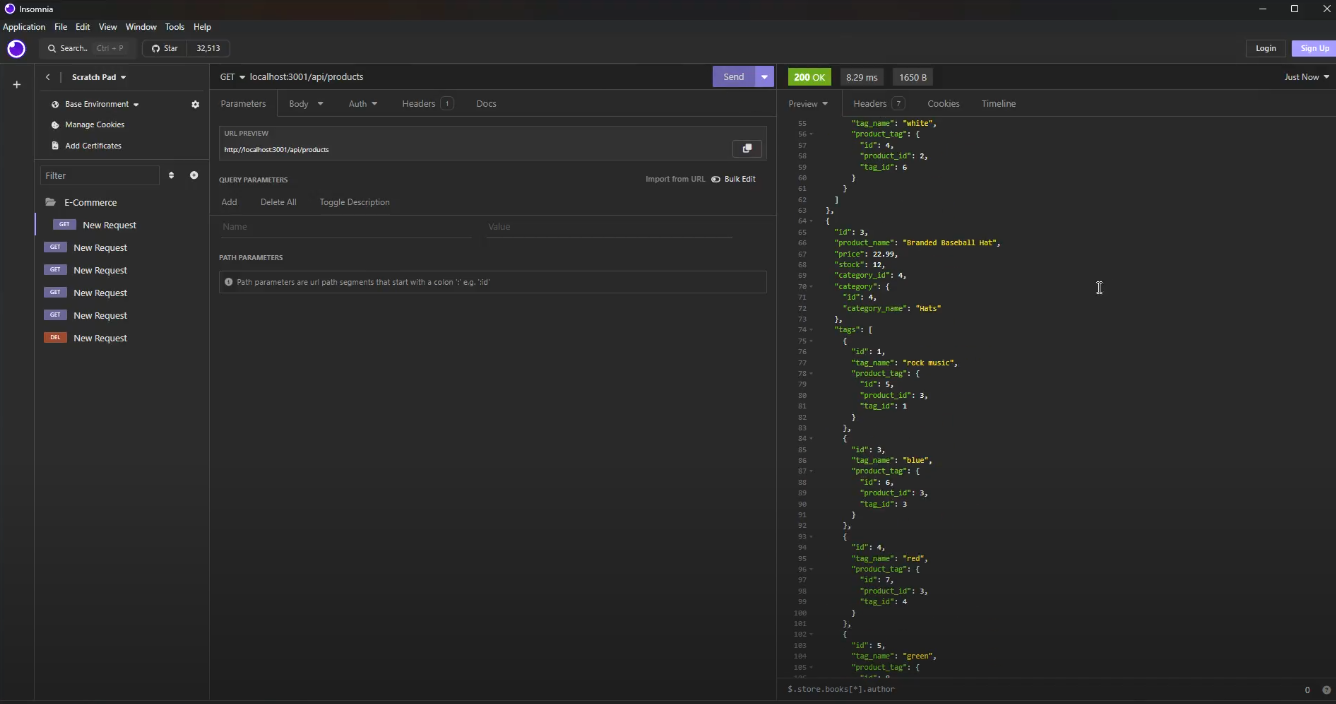 Insomnia
Application File Edit View Window Tools Help
Search.. Ctrl + P Star 32,513 Login Sign Up
Scratch Pad GET localhost:3001/api/products Send 200 OK 8.29 ms 1650 B Just Now
Base Environment Parameters Body Auth Headers 1 Docs Preview Headers 7 Cookies Timeline
Manage Cookies
Add Certificates
Filter
E-Commerce
GET New Request
GET New Request
GET New Request
GET New Request
GET New Request
DEL New Request
URL PREVIEW
http://localhost:3001/api/products
QUERY PARAMETERS Import from URL Bulk Edit
Add Delete All Toggle Description
Name Value
PATH PARAMETERS
Path parameters are url path segments that start with a colon ':' e.g. ':id'
55 "tag_name": "white",
56 "product_tag": {
57 "id": 4,
58 "product_id": 2,
59 "tag_id": 6
60 }
61 }
62 ]
63 },
64 {
65 "id": 3,
66 "product_name": "Branded Baseball Hat",
67 "price": 22.99,
68 "stock": 12,
69 "category_id": 4,
70 "category": {
71 "id": 4,
72 "category_name": "Hats"
73 },
74 "tags": [
75 {
76 "id": 1,
77 "tag_name": "rock music",
78 "product_tag": {
79 "id": 5,
80 "product_id": 3,
81 "tag_id": 1
82 }
83 },
84 {
85 "id": 3,
86 "tag_name": "blue",
87 "product_tag": {
88 "id": 6,
89 "product_id": 3,
90 "tag_id": 3
91 }
92 },
93 {
94 "id": 4,
95 "tag_name": "red",
96 "product_tag": {
97 "id": 7,
98 "product_id": 3,
99 "tag_id": 4
100 }
101 },
102 {
103 "id": 5,
104 "tag_name": "green",
105 "product_tag": {
$.store.books[*].author 0